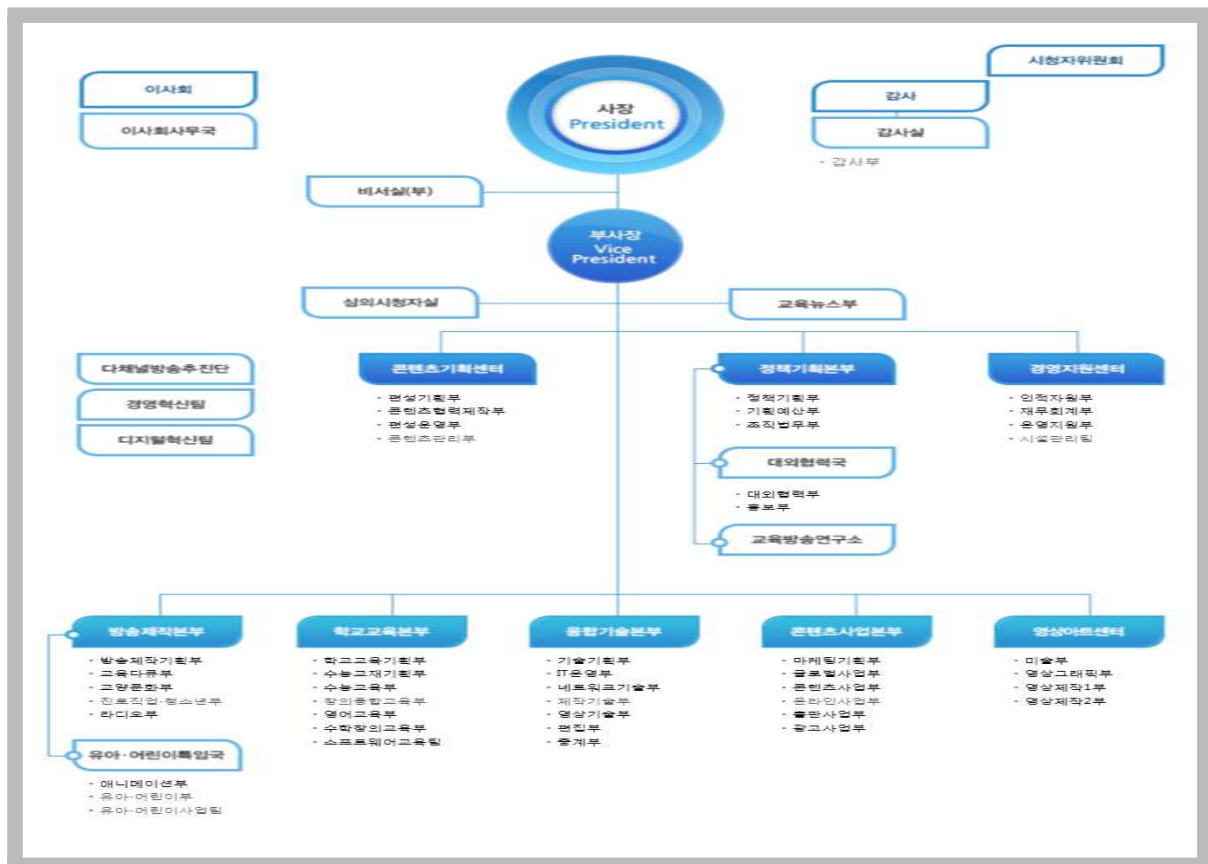 이사회
이사회사무국
사장
President
시청자위원회
감사
감사실
- 감사부
비서실(부)
부사장
Vice
President
심의시청자실
교육뉴스부
다채널방송추진단
경영혁신팀
디지털혁신팀
콘텐츠기획센터
- 편성기획부
- 콘텐츠협력제작부
- 편성운영부
- 콘텐츠관리부
정책기획본부
- 정책기획부
- 기획예산부
- 조직법무부
대외협력국
- 대외협력부
- 홍보부
교육방송연구소
경영지원센터
- 인적자원부
- 재무회계부
- 운영지원부
- 시설관리팀
방송제작본부
- 방송제작기획부
- 교육다큐부
- 교양문화부
- 진로직업·청소년부
- 라디오부
유아·어린이특임국
- 애니메이션부
- 유아·어린이부
- 유아·어린이사업팀
학교교육본부
- 학교교육기획부
- 수능교재기획부
- 수능교육부
- 창의융합교육부
- 영어교육부
- 수학창의교육부
- 소프트웨어교육팀
융합기술본부
- 기술기획부
- IT운영부
- 네트워크기술부
- 제작기술부
- 영상기술부
- 편집부
- 중계부
콘텐츠사업본부
- 마케팅기획부
- 글로벌사업부
- 콘텐츠사업부
- 온라인사업부
- 출판사업부
- 광고사업부
영상아트센터
- 미술부
- 영상그래픽부
- 영상제작1부
- 영상제작2부